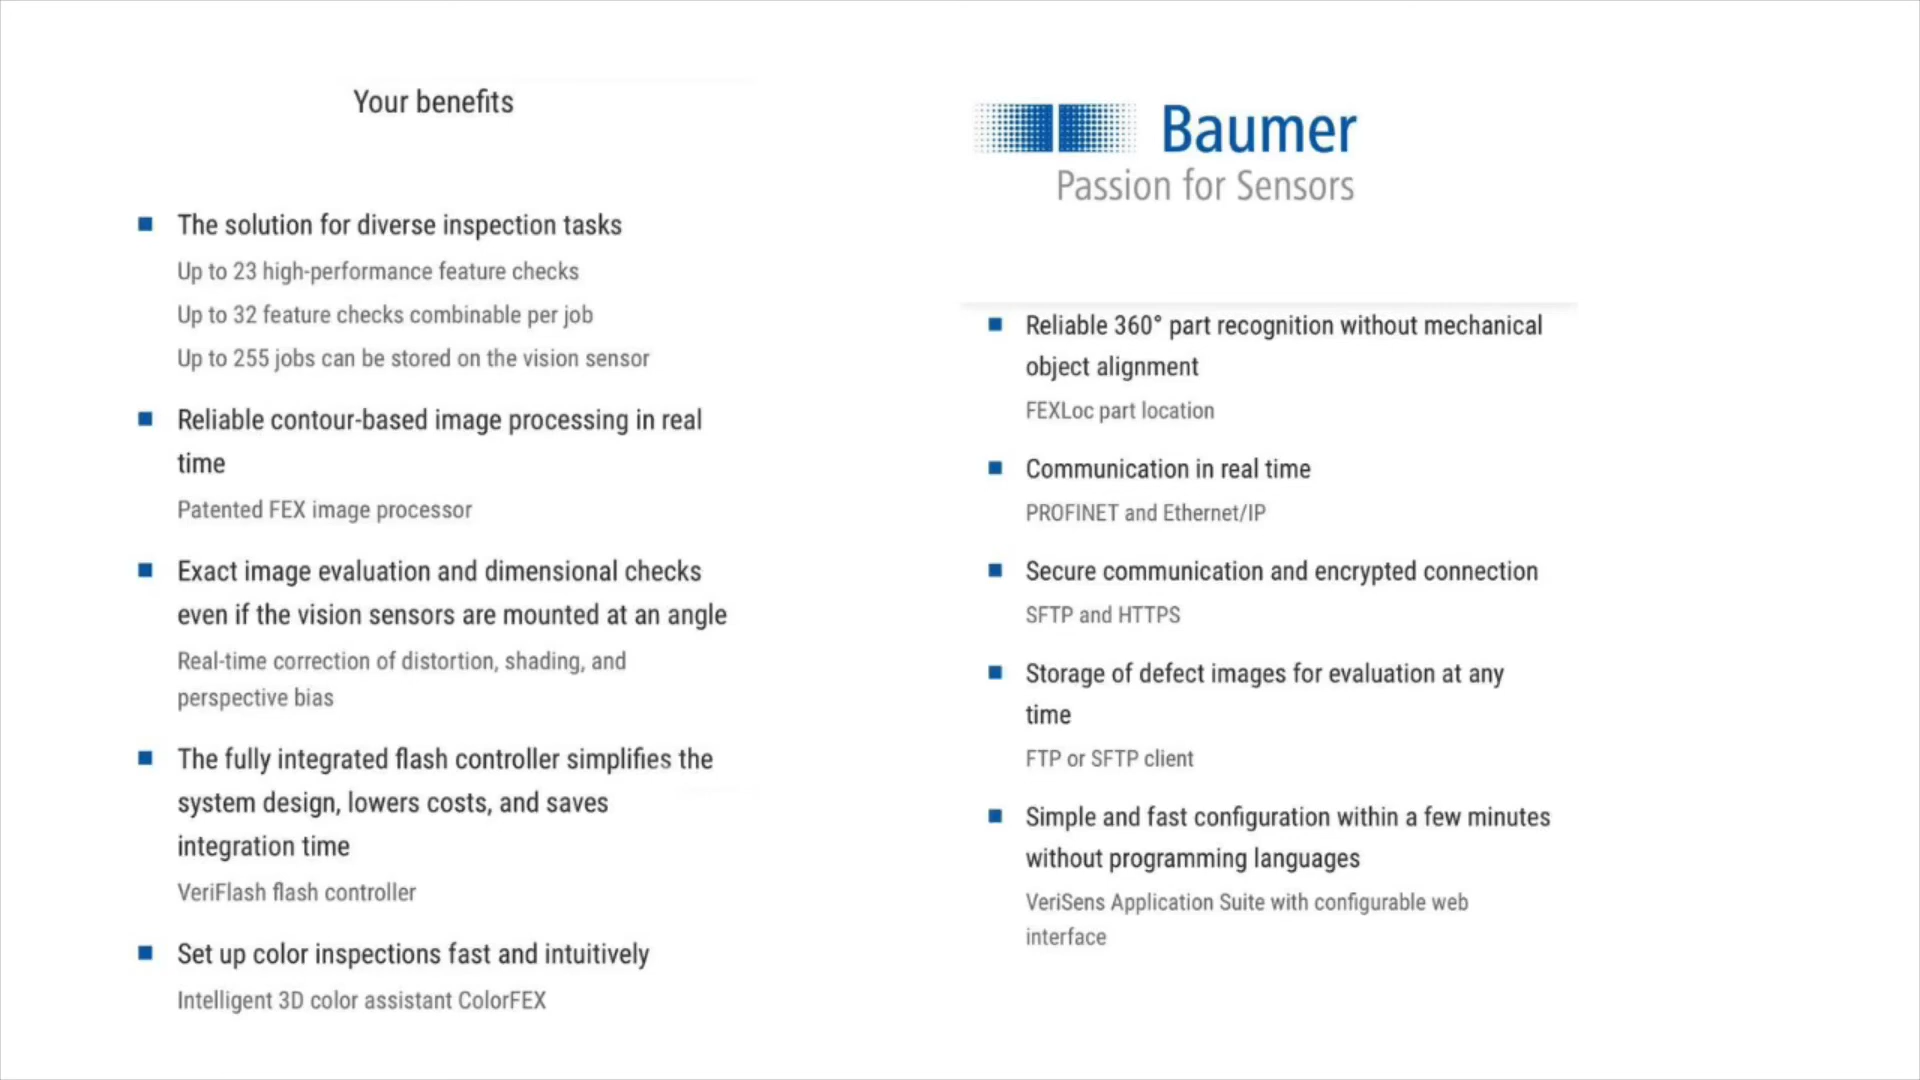 Your benefits
The solution for diverse inspection tasks
Up to 23 high-performance feature checks
Up to 32 feature checks combinable per job
Up to 255 jobs can be stored on the vision sensor
Reliable contour-based image processing in real
time
Patented FEX image processor
Exact image evaluation and dimensional checks
even if the vision sensors are mounted at an angle
Real-time correction of distortion, shading, and
perspective bias
The fully integrated flash controller simplifies the
system design, lowers costs, and saves
integration time
VeriFlash flash controller
Set up color inspections fast and intuitively
Intelligent 3D color assistant ColorFEX
Baumer
Passion for Sensors
Reliable 360° part recognition without mechanical
object alignment
FEXLoc part location
Communication in real time
PROFINET and Ethernet/IP
Secure communication and encrypted connection
SFTP and HTTPS
Storage of defect images for evaluation at any
time
FTP or SFTP client
Simple and fast configuration within a few minutes
without programming languages
VeriSens Application Suite with configurable web
interface